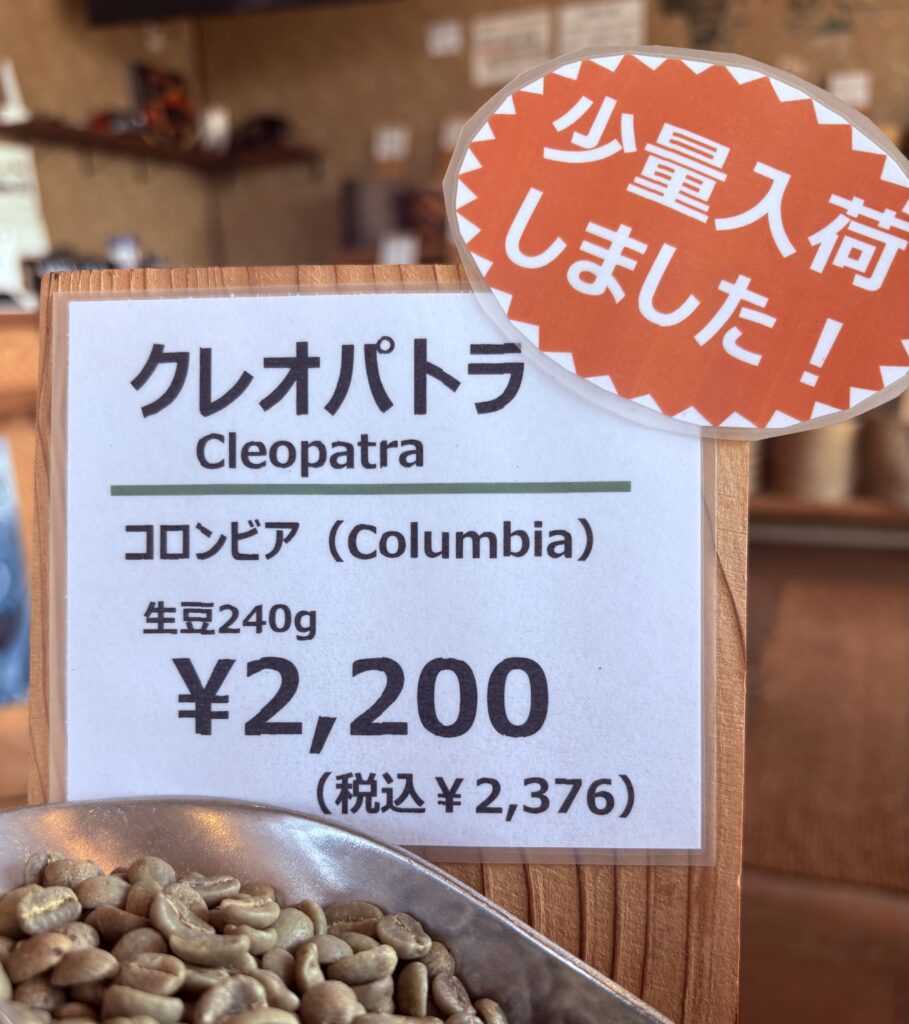 少量入荷
しました！
クレオパトラ
Cleopatra
コロンビア（Columbia）
生豆240g
¥2,200
（税込￥2,376）